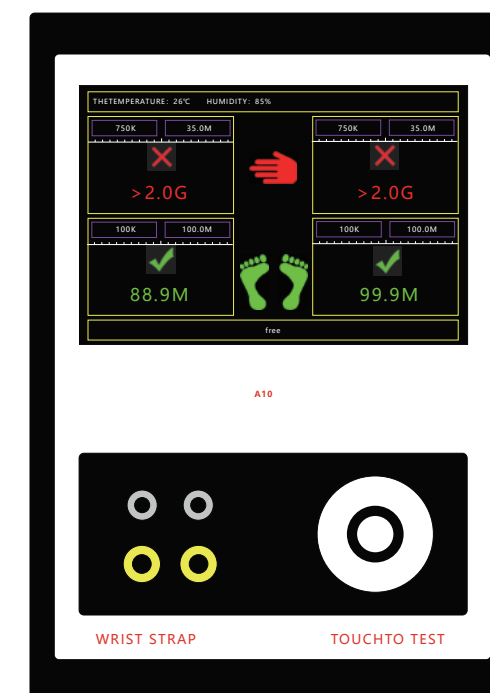 THETEMPERATURE: 26℃ HUMIDITY: 85%
750K 35.0M
750K 35.0M
>2.0G
>2.0G
100K 100.0M
100K 100.0M
88.9M
99.9M
free
A10
WRIST STRAP
TOUCHTO TEST